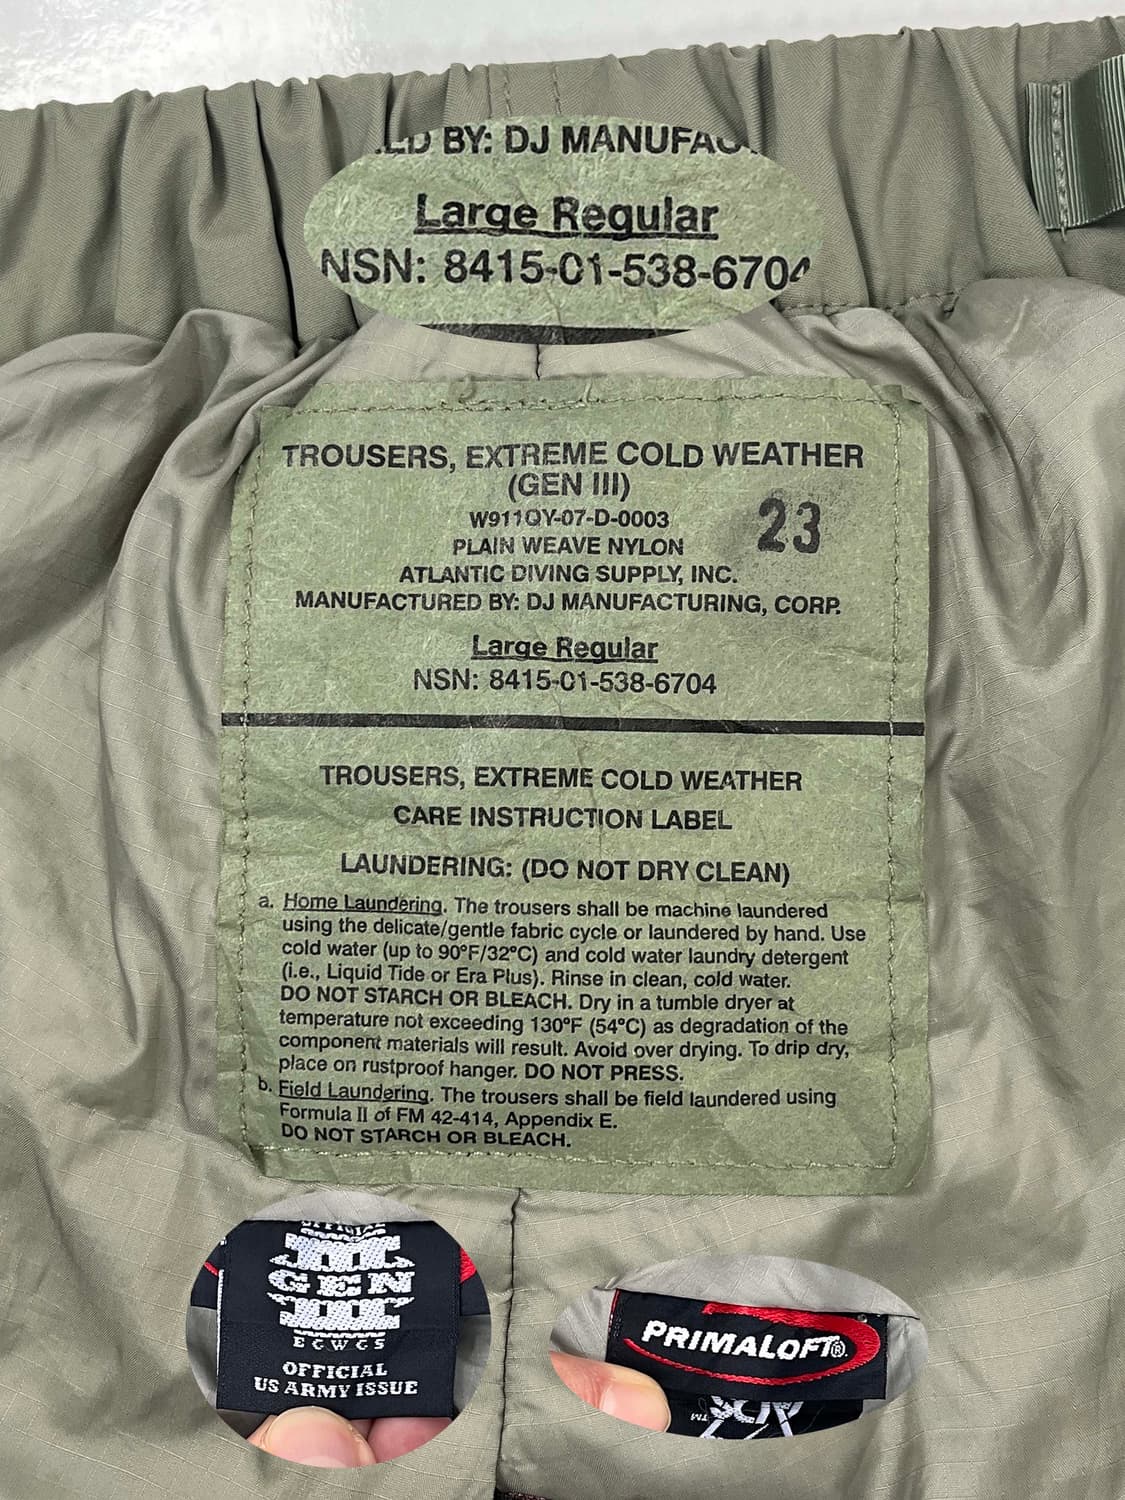 BY: DJ MANUFAC
Large Regular
NSN: 8415-01-538-6704
TROUSERS, EXTREME COLD WEATHER
(GEN III)
W911QY-07-D-0003
23
PLAIN WEAVE NYLON
ATLANTIC DIVING SUPPLY, INC.
MANUFACTURED BY: DJ MANUFACTURING, CORP.
Large Regular
NSN: 8415-01-538-6704
TROUSERS, EXTREME COLD WEATHER
CARE INSTRUCTION LABEL
LAUNDERING: (DO NOT DRY CLEAN)
a. Home Laundering. The trousers shall be machine laundered
using the delicate/gentle fabric cycle or laundered by hand. Use
cold water (up to 90°F/32°C) and cold water laundry detergent
(i.e., Liquid Tide or Era Plus). Rinse in clean, cold water.
DO NOT STARCH OR BLEACH. Dry in a tumble dryer at
temperature not exceeding 130°F (54°C) as degradation of the
component materials will result. Avoid over drying. To drip dry,
place on rustproof hanger. DO NOT PRESS.
b. Field Laundering. The trousers shall be field laundered using
Formula II of FM 42-414, Appendix E.
DO NOT STARCH OR BLEACH.
III
GEN
III
ECWCS
OFFICIAL
US ARMY ISSUE
PRIMALOFT®